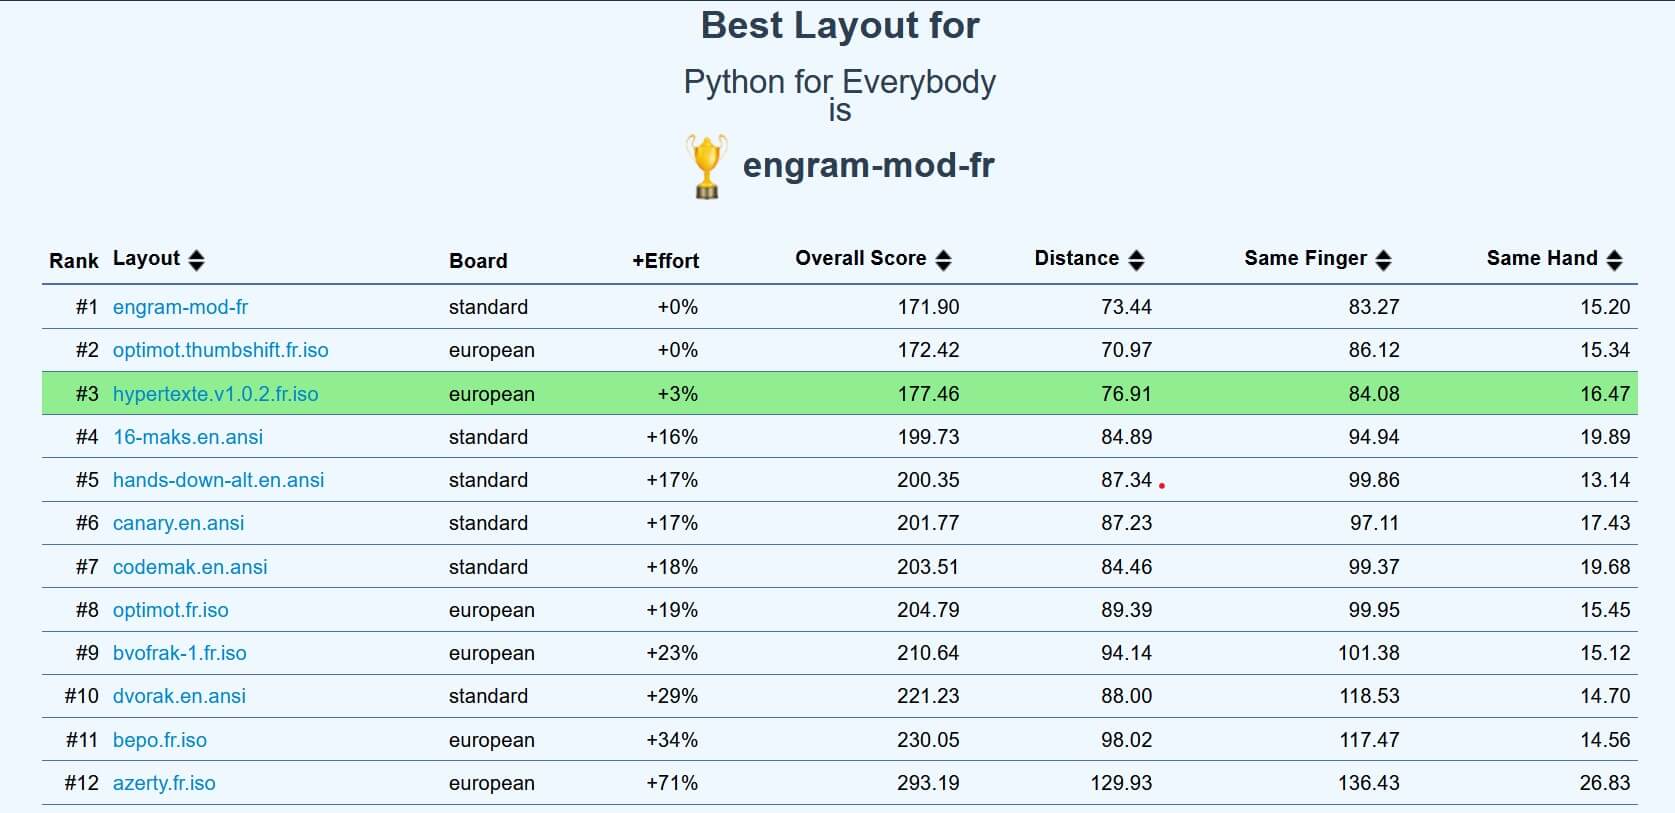 Best Layout for
Python for Everybody
is
engram-mod-fr
Rank Layout Board +Effort Overall Score Distance Same Finger Same Hand
#1 engram-mod-fr standard +0% 171.90 73.44 83.27 15.20
#2 optimot.thumbshift.fr.iso european +0% 172.42 70.97 86.12 15.34
#3 hypertexte.v1.0.2.fr.iso european +3% 177.46 76.91 84.08 16.47
#4 16-maks.en.ansi standard +16% 199.73 84.89 94.94 19.89
#5 hands-down-alt.en.ansi standard +17% 200.35 87.34 99.86 13.14
#6 canary.en.ansi standard +17% 201.77 87.23 97.11 17.43
#7 codemak.en.ansi standard +18% 203.51 84.46 99.37 19.68
#8 optimot.fr.iso european +19% 204.79 89.39 99.95 15.45
#9 bvofrak-1.fr.iso european +23% 210.64 94.14 101.38 15.12
#10 dvorak.en.ansi standard +29% 221.23 88.00 118.53 14.70
#11 bepo.fr.iso european +34% 230.05 98.02 117.47 14.56
#12 azerty.fr.iso european +71% 293.19 129.93 136.43 26.83